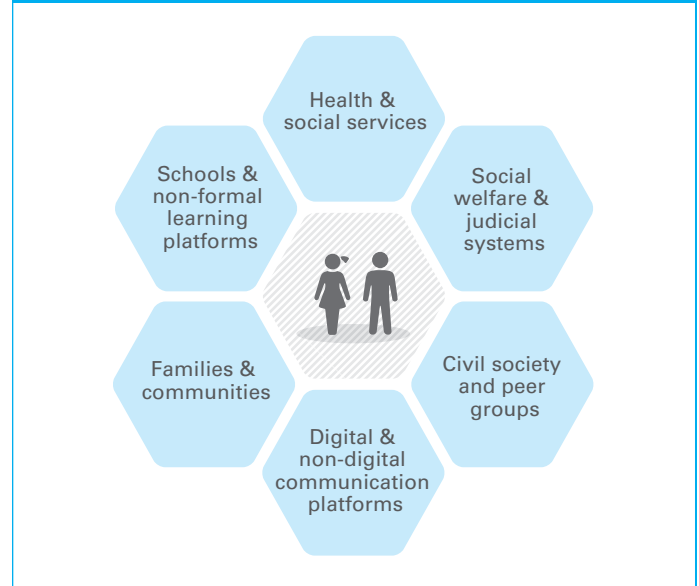 Health &
social services
Schools &
non-formal
learning
platforms
Social
welfare &
judicial
systems
Families &
communities
Civil society
and peer
groups
Digital &
non-digital
communication
platforms